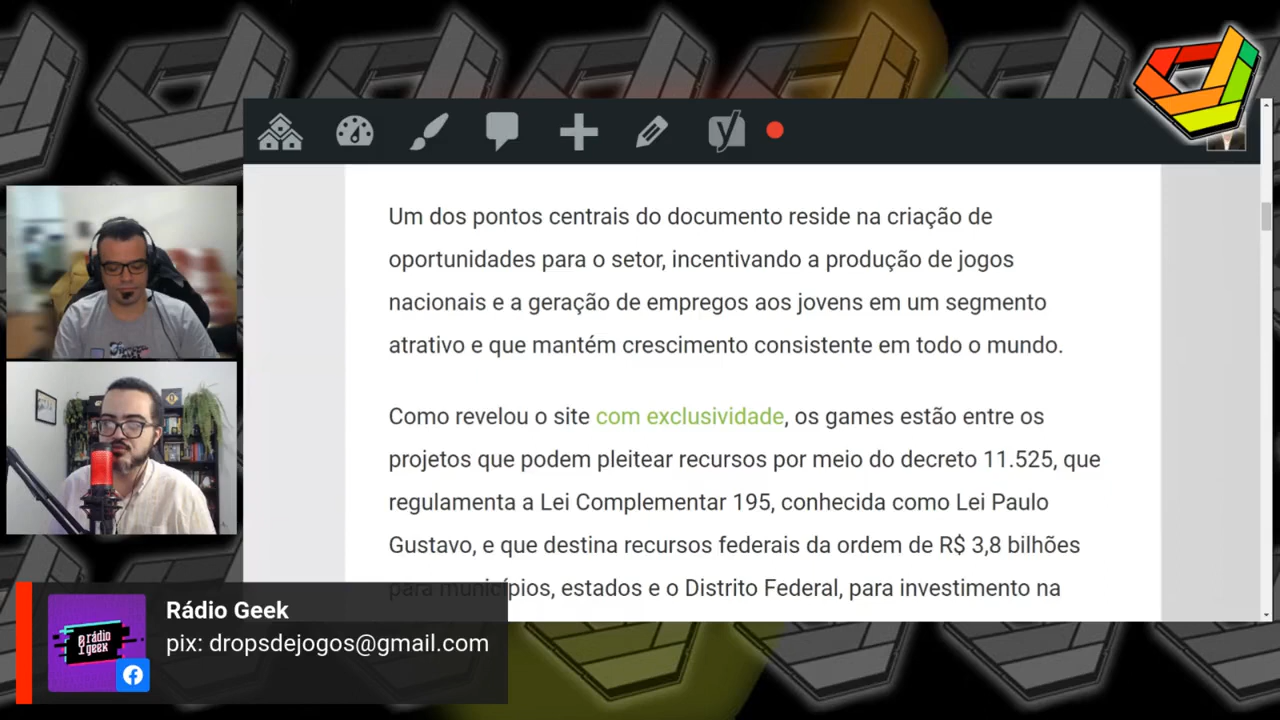 Um dos pontos centrais do documento reside na criação de
oportunidades para o setor, incentivando a produção de jogos
nacionais e a geração de empregos aos jovens em um segmento
atrativo e que mantém crescimento consistente em todo o mundo.
Como revelou o site com exclusividade, os games estão entre os
projetos que podem pleitear recursos por meio do decreto 11.525, que
regulamenta a Lei Complementar 195, conhecida como Lei Paulo
Gustavo, e que destina recursos federais da ordem de R$ 3,8 bilhões
para municípios, estados e o Distrito Federal, para investimento na
rádio
geek
Rádio Geek
pix: dropsdejogos@gmail.com